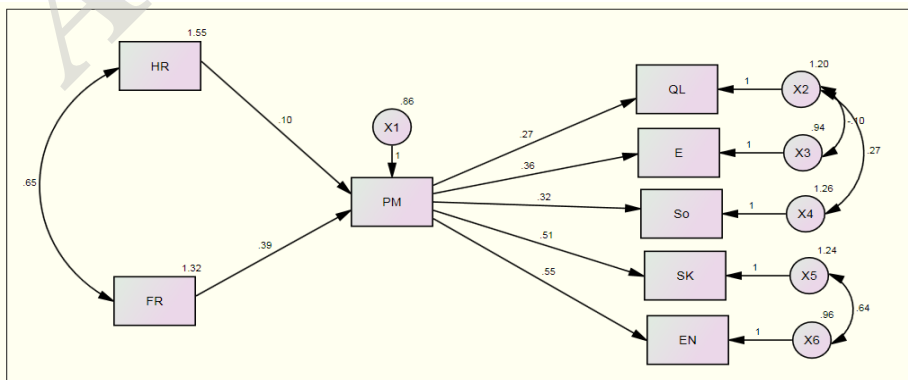 1.55
HR
.65
.10
.86
X1
1
PM
.39
1.32
FR
.27
.36
.32
.51
.55
QL
1
1.20
X2
-.10
.27
E
1
.94
X3
So
1
1.26
X4
SK
1
1.24
X5
.64
EN
1
.96
X6
A